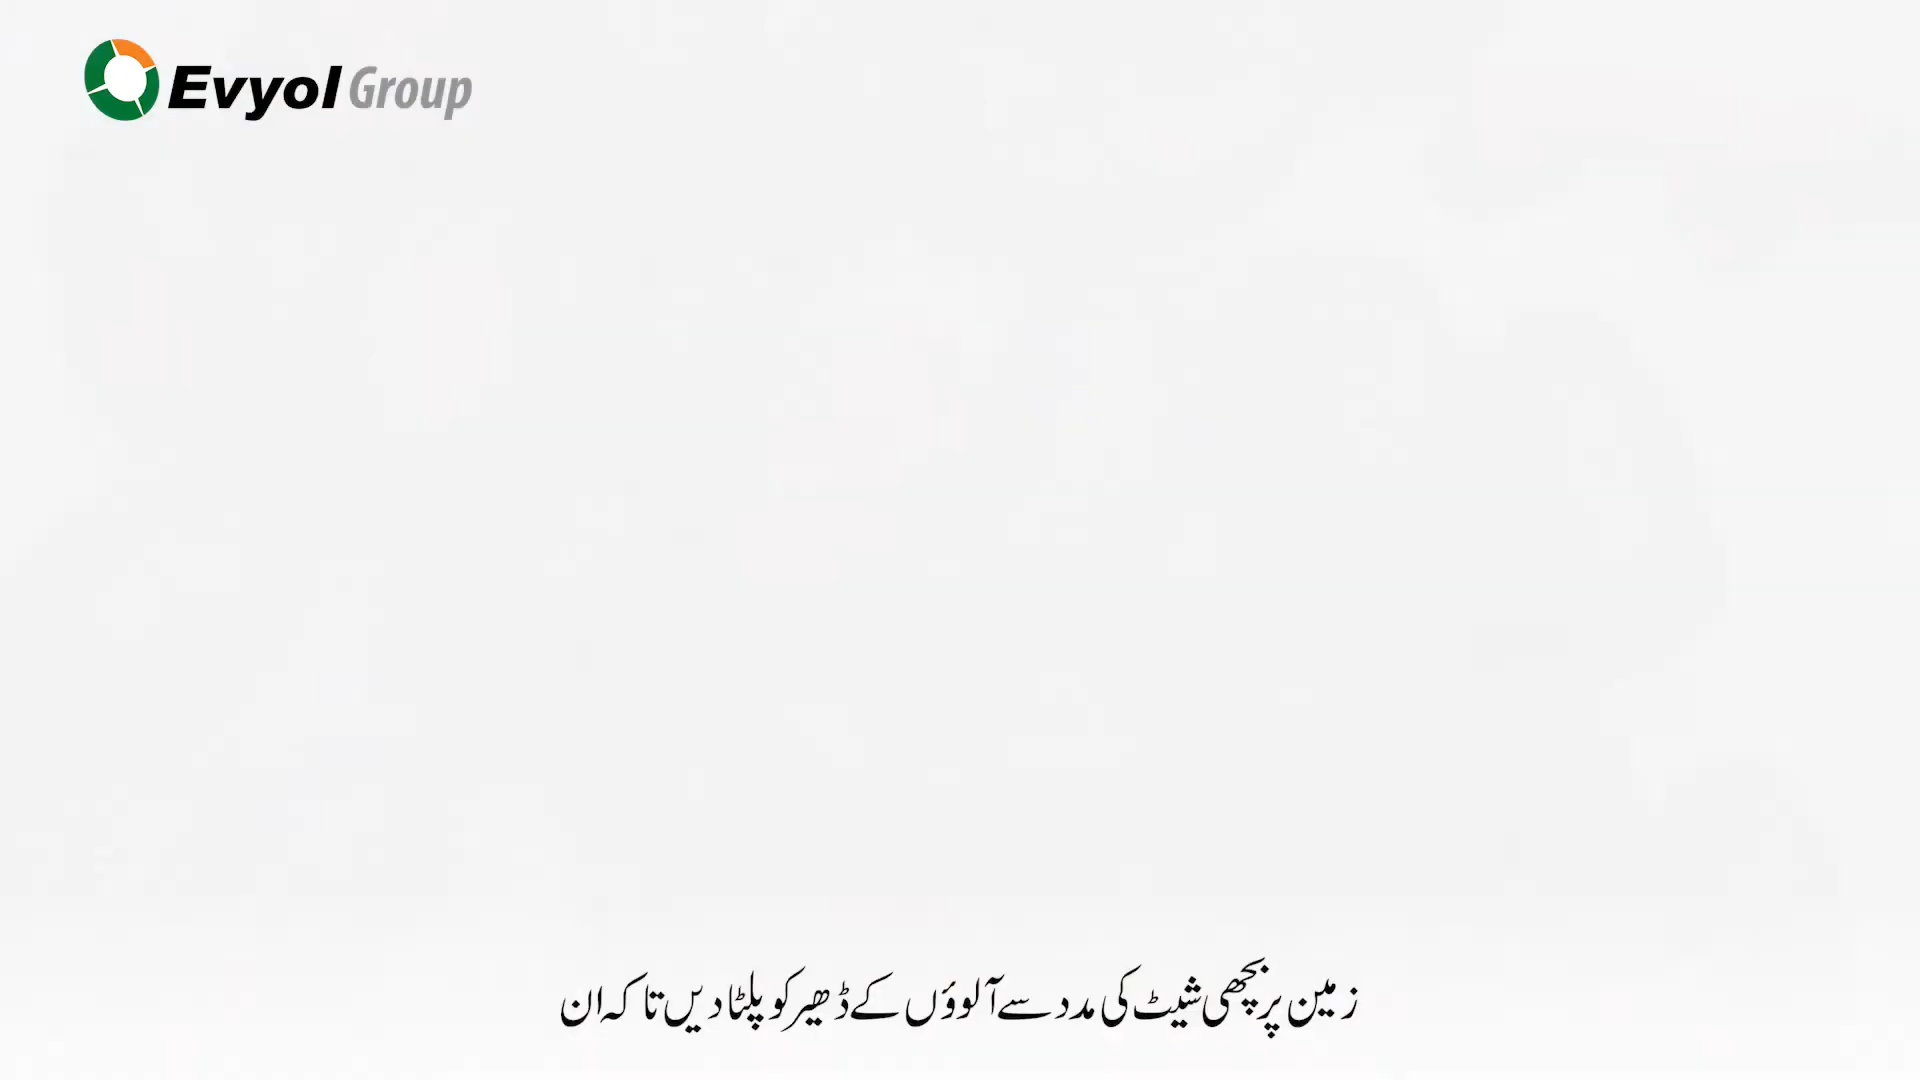 Evyol Group
زمین پر بچھی شیٹ کی مدد سے آلوؤں کے ڈھیر کو پلٹا دیں تاکہ ان